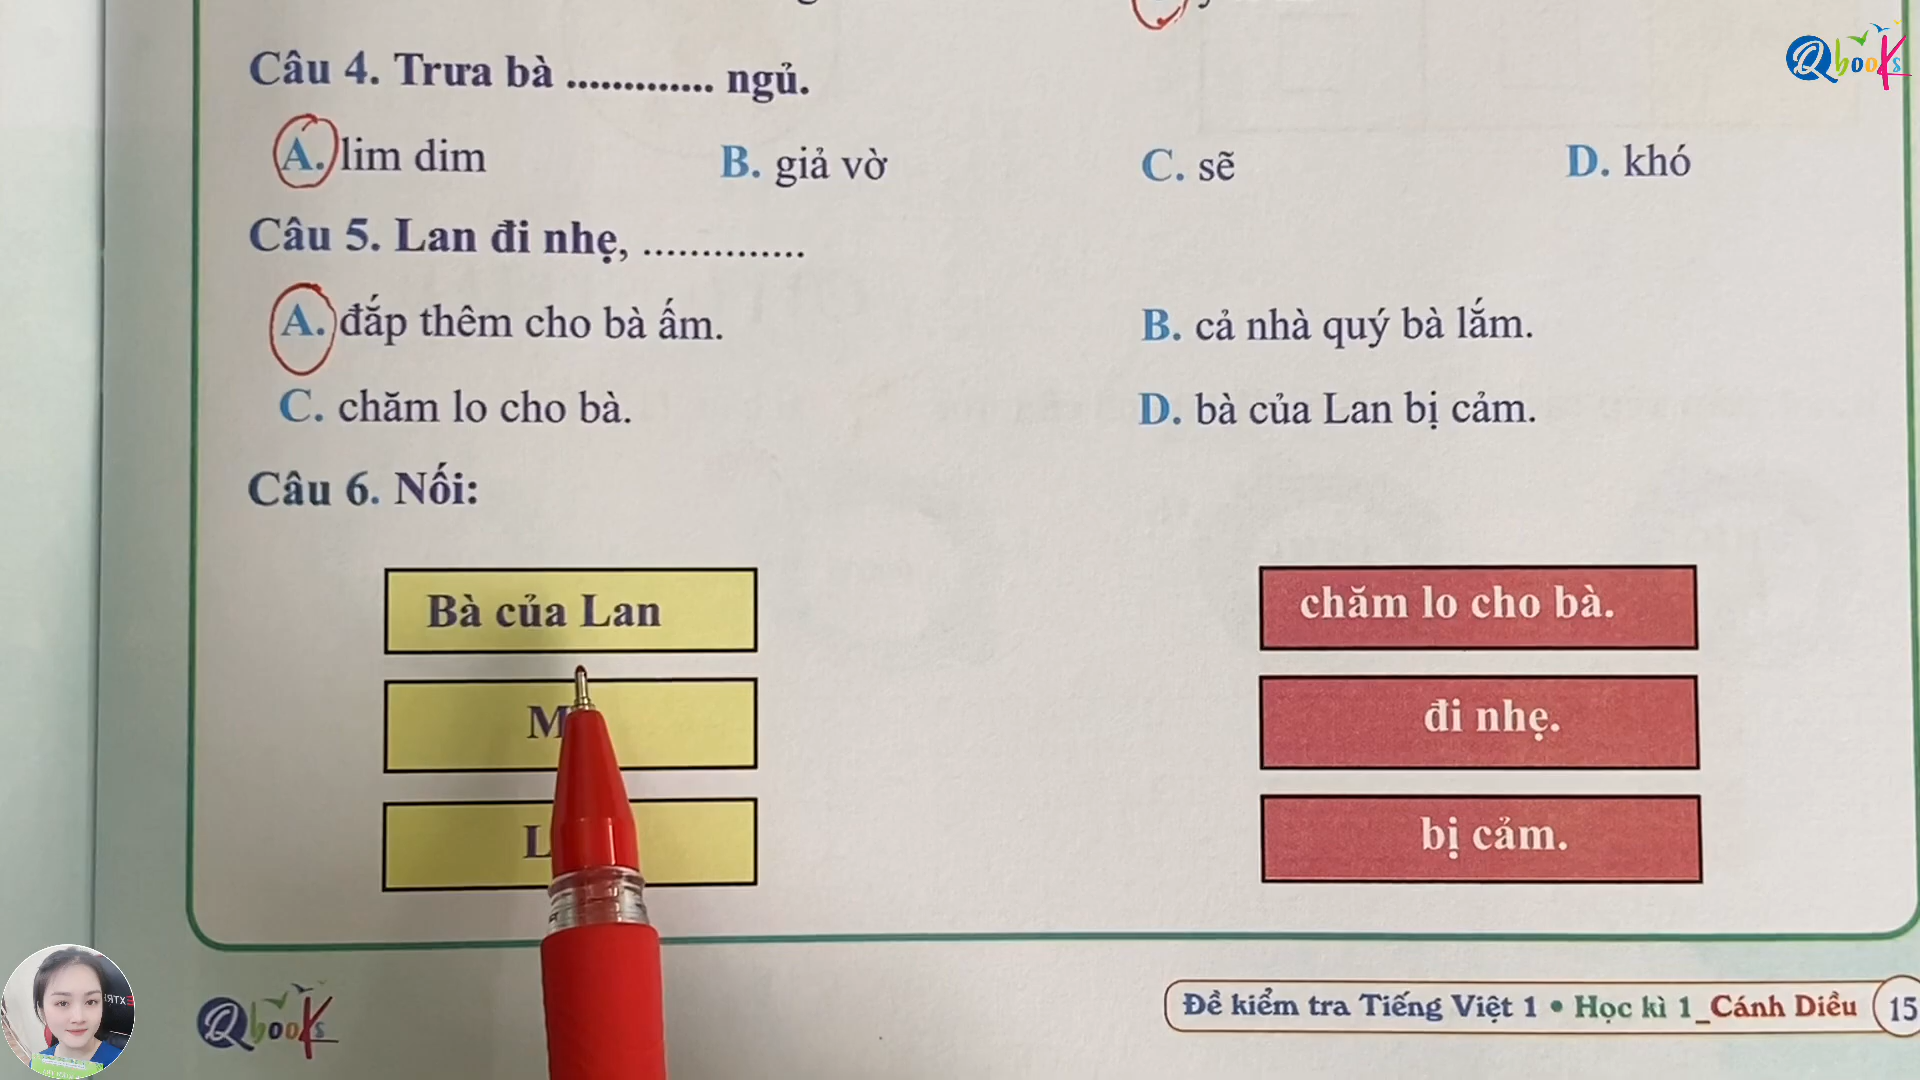 Qbooks
Câu 4. Trưa bà ............. ngủ.
A. lim dim B. giả vờ C. sẽ D. khó
Câu 5. Lan đi nhẹ, ..............
A. đắp thêm cho bà ấm. B. cả nhà quý bà lắm.
C. chăm lo cho bà. D. bà của Lan bị cảm.
Câu 6. Nối:
Bà của Lan chăm lo cho bà.
đi nhẹ.
bị cảm.
Qbooks
Đề kiểm tra Tiếng Việt 1 • Học kì 1_Cánh Diều 15